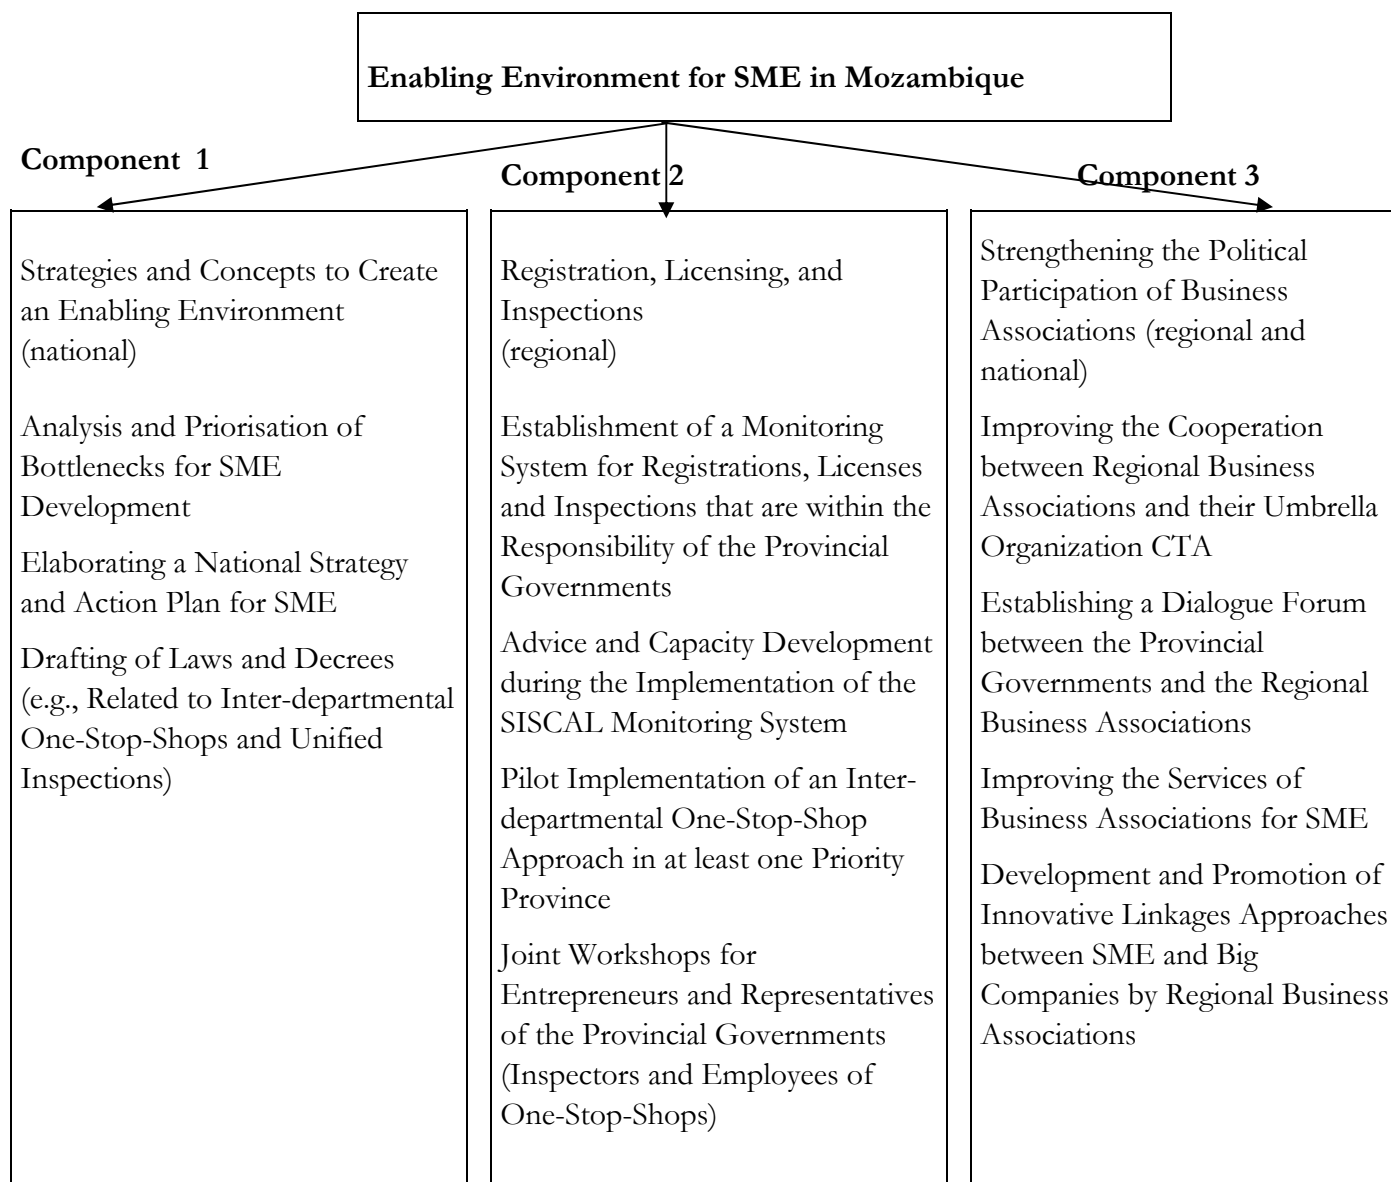 Enabling Environment for SME in Mozambique
Component 1
Strategies and Concepts to Create
an Enabling Environment
(national)
Analysis and Priorisation of
Bottlenecks for SME
Development
Elaborating a National Strategy
and Action Plan for SME
Drafting of Laws and Decrees
(e.g., Related to Inter-departmental
One-Stop-Shops and Unified
Inspections)
Component 2
Registration, Licensing, and
Inspections
(regional)
Establishment of a Monitoring
System for Registrations, Licenses
and Inspections that are within the
Responsibility of the Provincial
Governments
Advice and Capacity Development
during the Implementation of the
SISCAL Monitoring System
Pilot Implementation of an Inter-
departmental One-Stop-Shop
Approach in at least one Priority
Province
Joint Workshops for
Entrepreneurs and Representatives
of the Provincial Governments
(Inspectors and Employees of
One-Stop-Shops)
Component 3
Strengthening the Political
Participation of Business
Associations (regional and
national)
Improving the Cooperation
between Regional Business
Associations and their Umbrella
Organization CTA
Establishing a Dialogue Forum
between the Provincial
Governments and the Regional
Business Associations
Improving the Services of
Business Associations for SME
Development and Promotion of
Innovative Linkages Approaches
between SME and Big
Companies by Regional Business
Associations